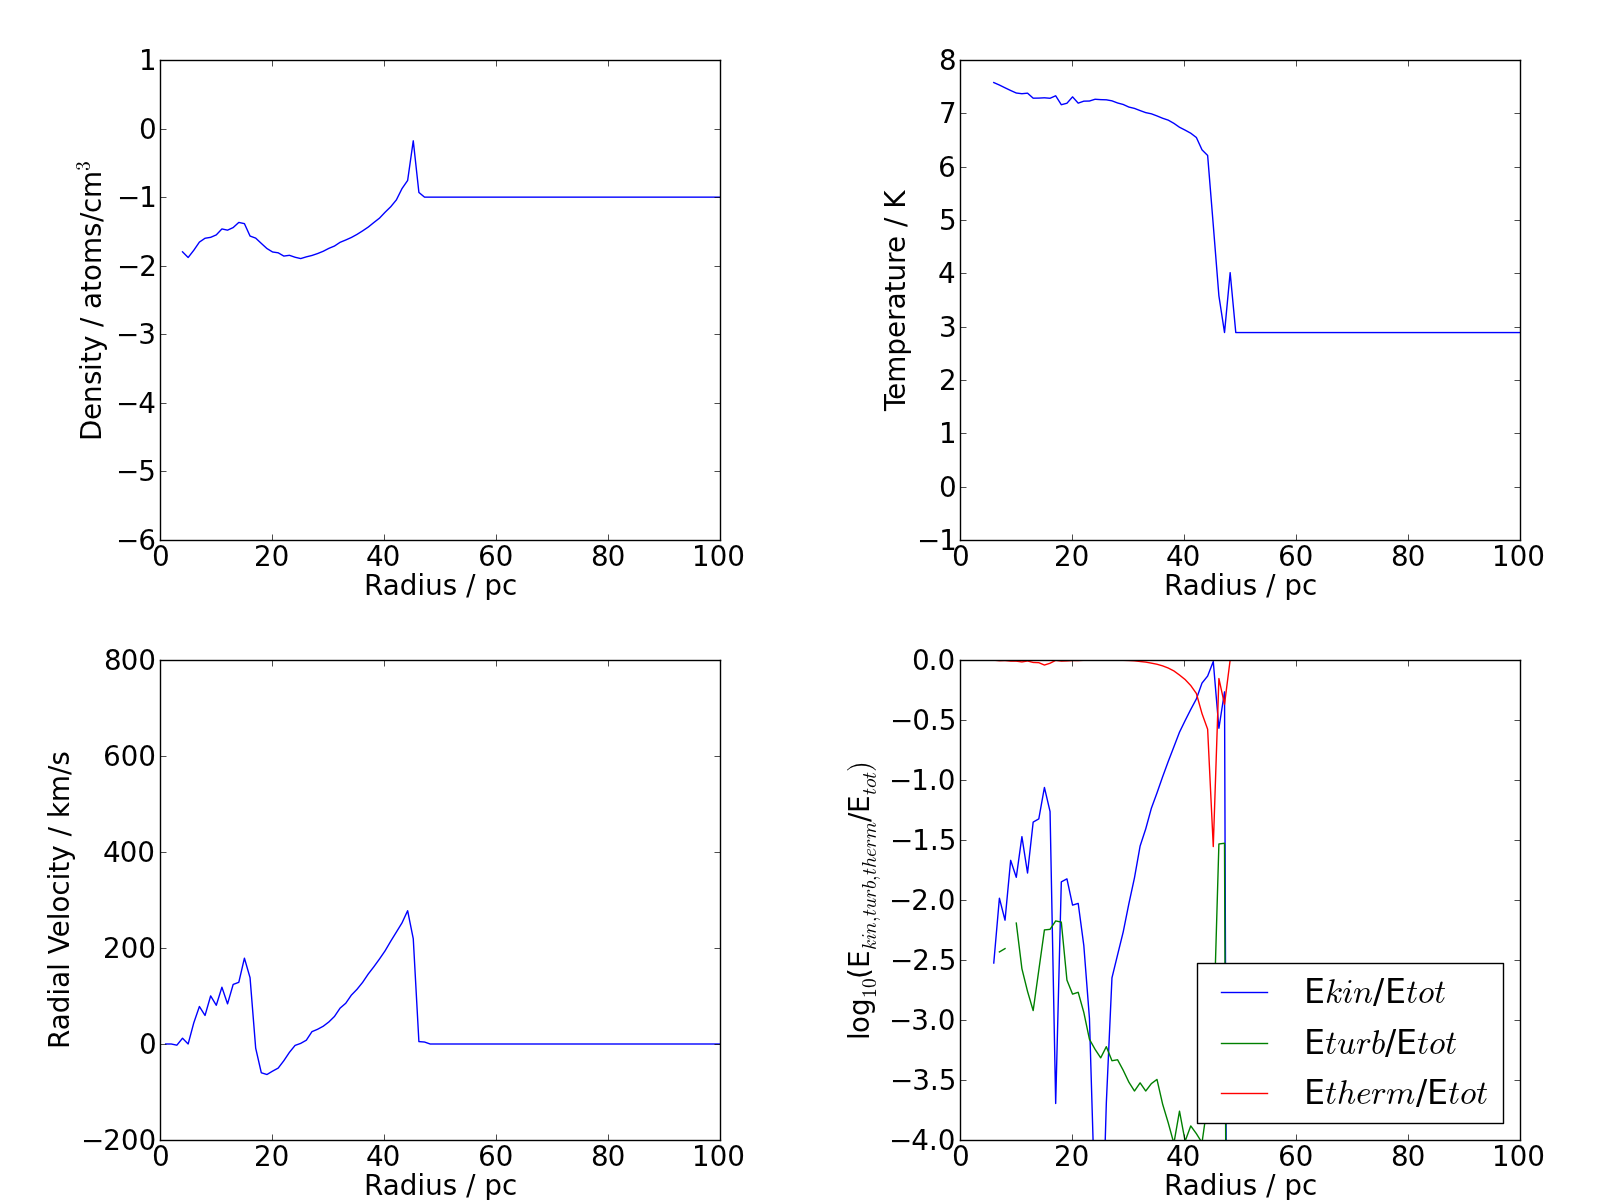 1
0
−1
−2
−3
−4
−5
−6
Density / atoms/cm³
0 20 40 60 80 100
Radius / pc
8
7
6
5
4
3
2
1
0
−1
Temperature / K
0 20 40 60 80 100
Radius / pc
800
600
400
200
0
−200
Radial Velocity / km/s
0 20 40 60 80 100
Radius / pc
0.0
−0.5
−1.0
−1.5
−2.0
−2.5
−3.0
−3.5
−4.0
log₁₀(E_kin,turb,therm/E_tot)
Ekin/Etot
Eturb/Etot
Etherm/Etot
0 20 40 60 80 100
Radius / pc